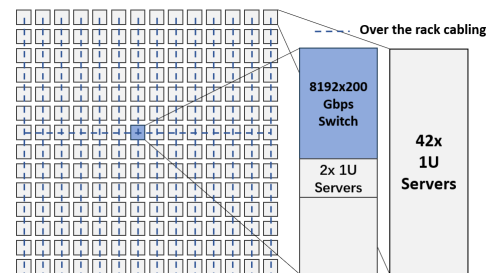 Over the rack cabling
8192x200
Gbps
Switch
2x 1U
Servers
42x
1U
Servers